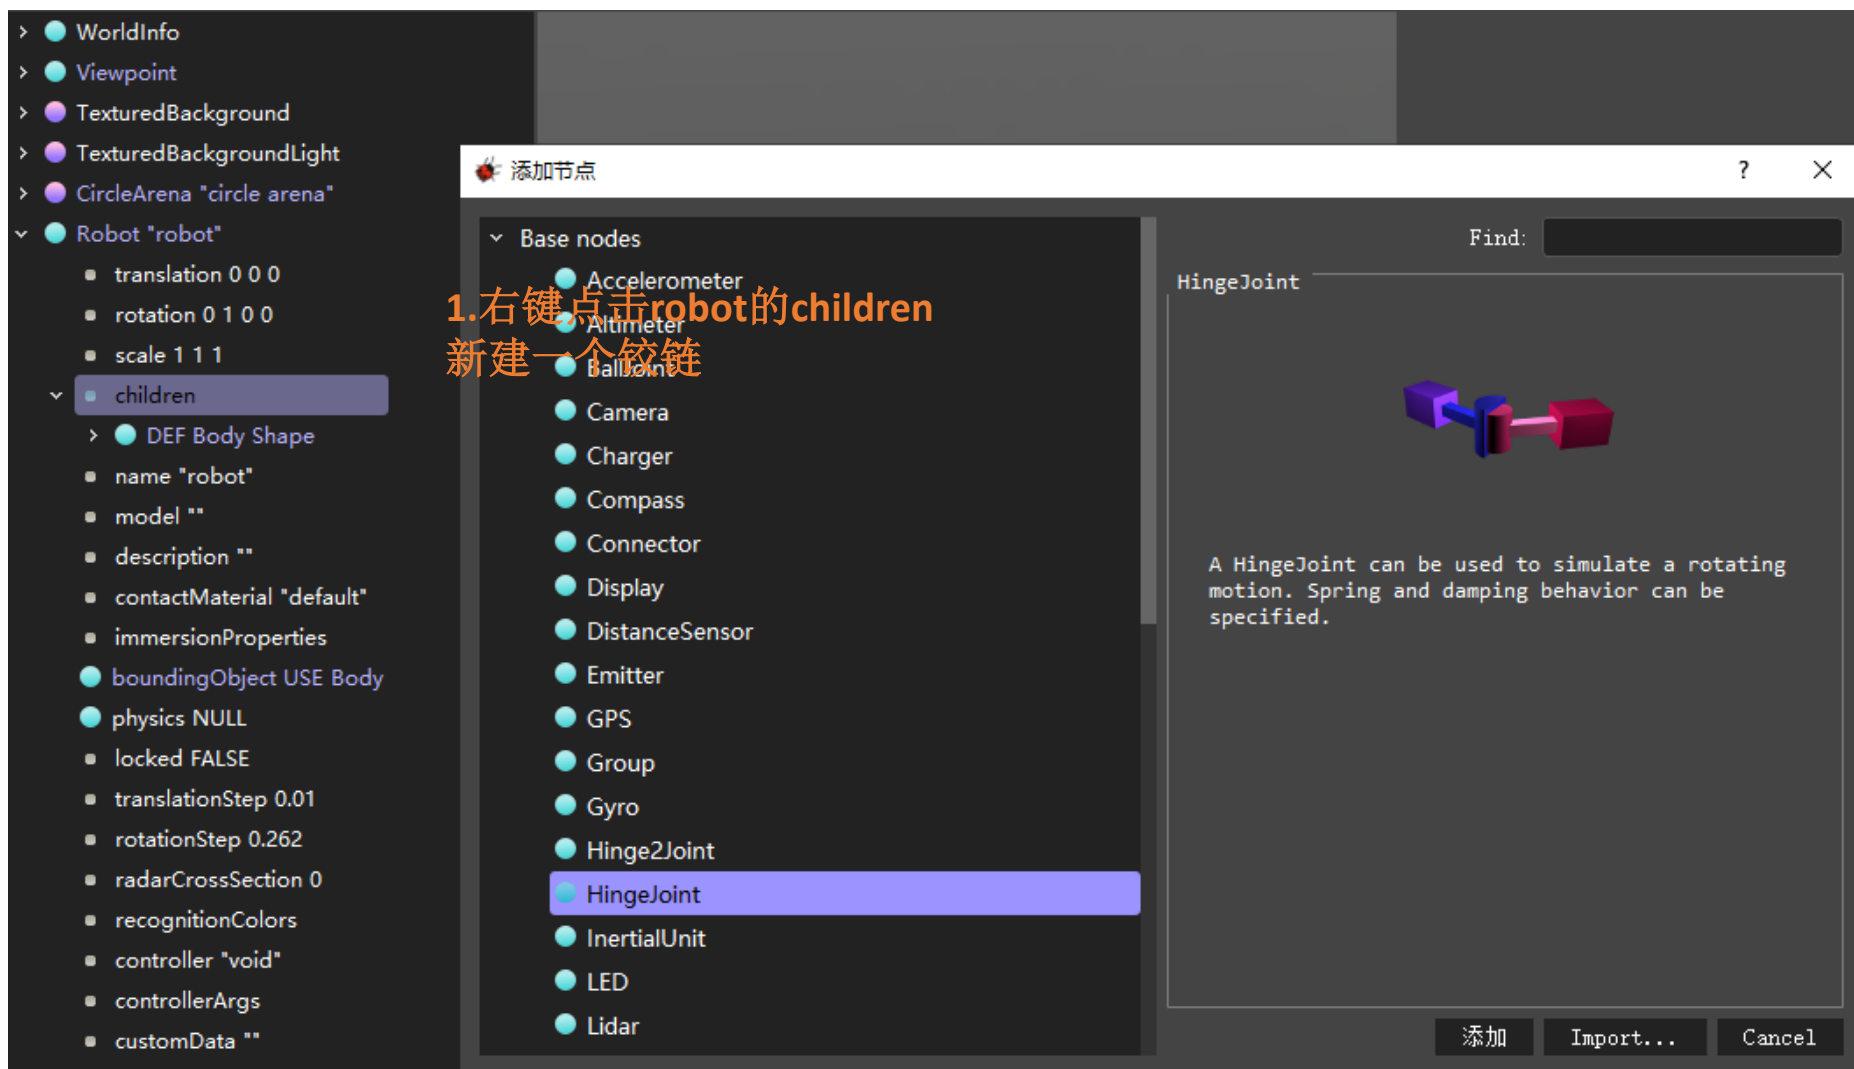 WorldInfo
Viewpoint
TexturedBackground
TexturedBackgroundLight
CircleArena "circle arena"
Robot "robot"
translation 0 0 0
rotation 0 1 0 0
scale 1 1 1
children
DEF Body Shape
name "robot"
model ""
description ""
contactMaterial "default"
immersionProperties
boundingObject USE Body
physics NULL
locked FALSE
translationStep 0.01
rotationStep 0.262
radarCrossSection 0
recognitionColors
controller "void"
controllerArgs
customData ""
添加节点
?
Base nodes
Accelerometer
Altimeter
BallJoint
Camera
Charger
Compass
Connector
Display
DistanceSensor
Emitter
GPS
Group
Gyro
Hinge2Joint
HingeJoint
InertialUnit
LED
Lidar
1.右键点击robot的children
新建一个铰链
Find:
HingeJoint
A HingeJoint can be used to simulate a rotating
motion. Spring and damping behavior can be
specified.
添加
Import...
Cancel